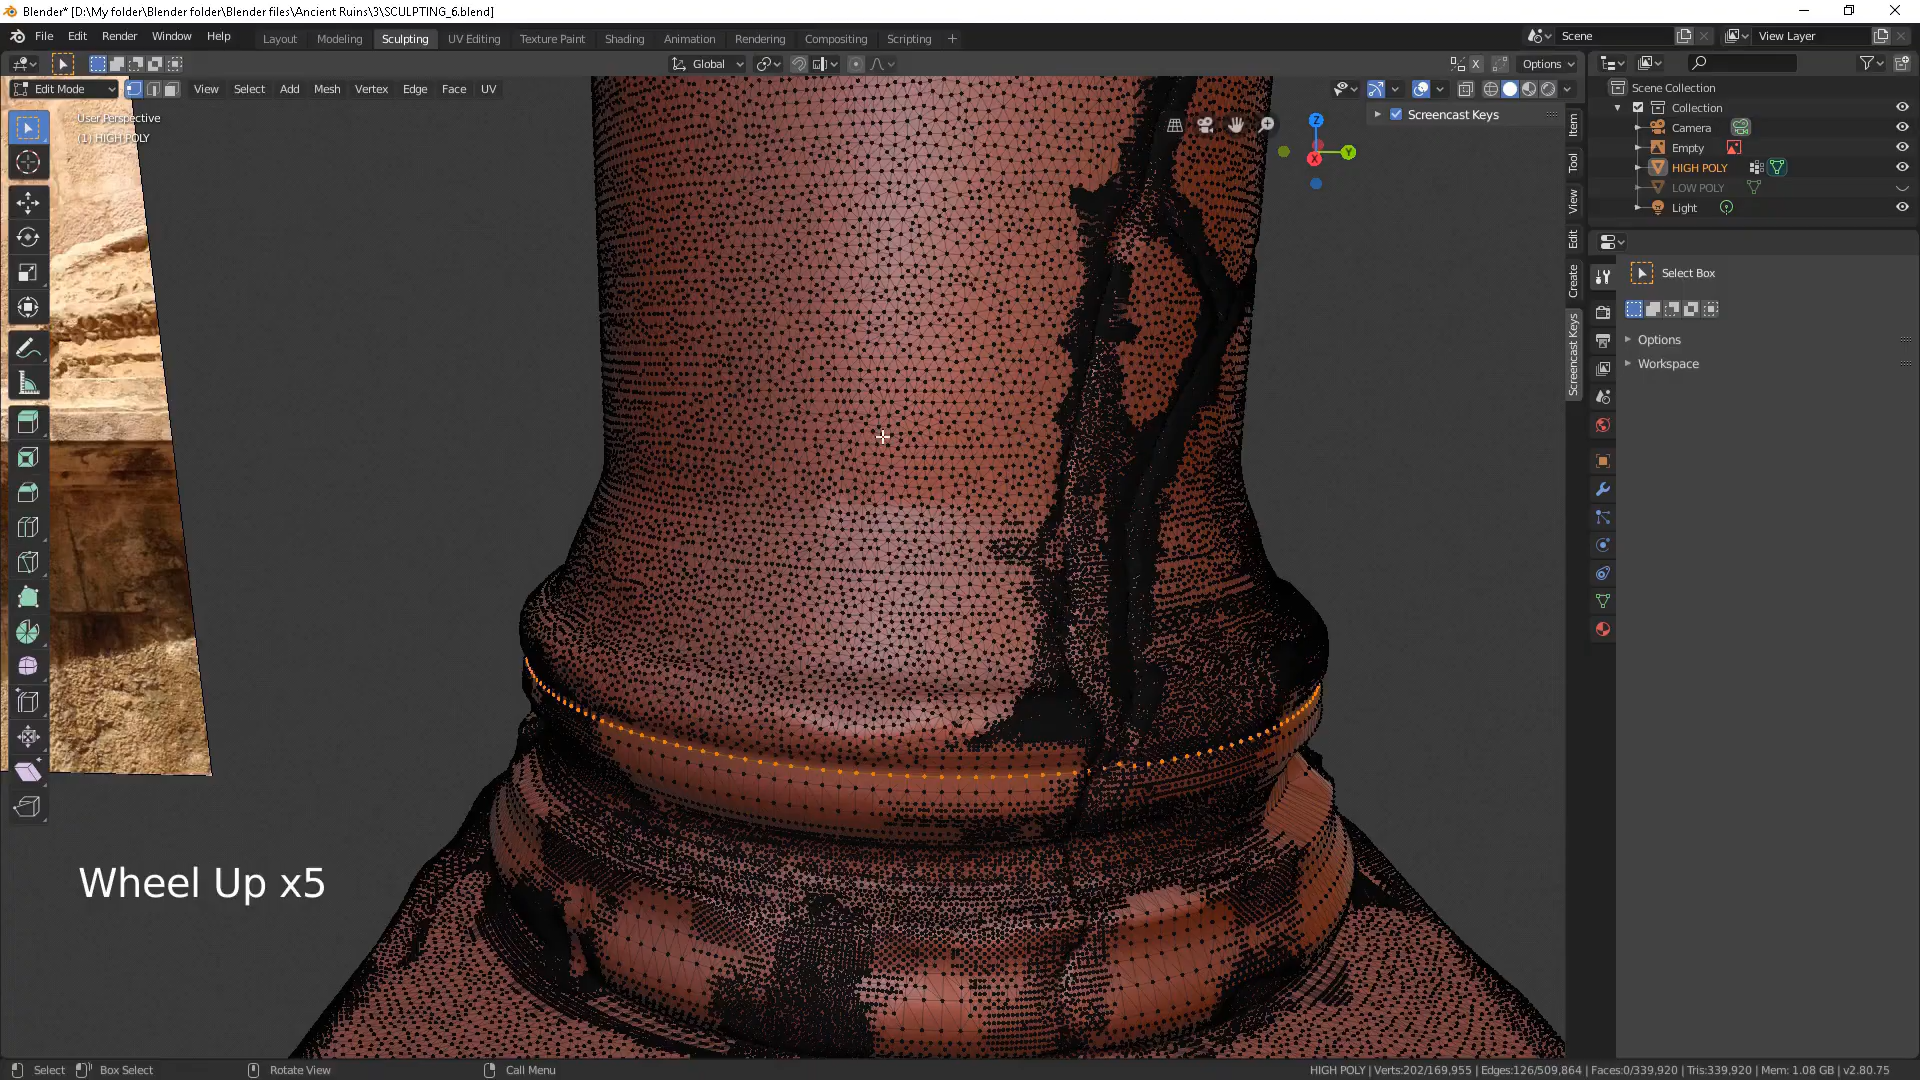 Blender* [D:\My folder\Blender folder\Blender files\Ancient Ruins\3\SCULPTING_6.blend]
File Edit Render Window Help Layout Modeling Sculpting UV Editing Texture Paint Shading Animation Rendering Compositing Scripting + Scene View Layer
Global Options
Edit Mode View Select Add Mesh Vertex Edge Face UV
User Perspective
(1) HIGH POLY
Screencast Keys
Z
Y
X
Item
Tool
View
Edit
Create
Screencast Keys
Scene Collection
Collection
Camera
Empty
HIGH POLY
LOW POLY
Light
Select Box
Options
Workspace
Wheel Up x5
Select Box Select Rotate View Call Menu HIGH POLY | Verts:202/169,955 | Edges:126/509,864 | Faces:0/339,920 | Tris:339,920 | Mem: 1.08 GB | v2.80.75